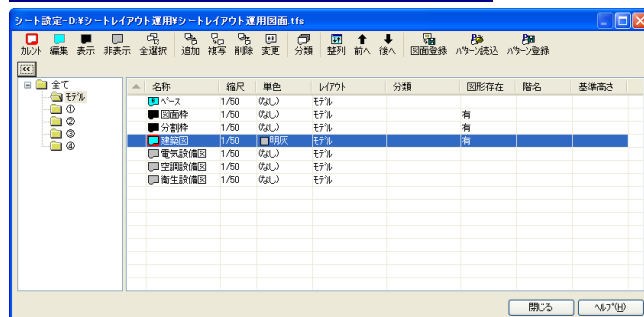 シート設定-D:¥シートレイアウト運用¥シートレイアウト運用図面.tfs
ｶﾚﾝﾄ 編集 表示 非表示 全選択 追加 複写 削除 変更 分類 整列 前へ 後へ 図面登録 ﾊﾟﾀｰﾝ読込 ﾊﾟﾀｰﾝ登録
<<
全て
ﾓﾃﾞﾙ
①
②
③
④
名称 縮尺 単色 ﾚｲｱｳﾄ 分類 図形存在 階名 基準高さ
ﾍﾞｰｽ 1/50 (なし) ﾓﾃﾞﾙ
図面枠 1/50 (なし) ﾓﾃﾞﾙ 有
分割枠 1/50 (なし) ﾓﾃﾞﾙ 有
建築図 1/50 明灰 ﾓﾃﾞﾙ 有
電気設備図 1/50 (なし) ﾓﾃﾞﾙ
空調設備図 1/50 (なし) ﾓﾃﾞﾙ
衛生設備図 1/50 (なし) ﾓﾃﾞﾙ
閉じる ﾍﾙﾌﾟ(H)